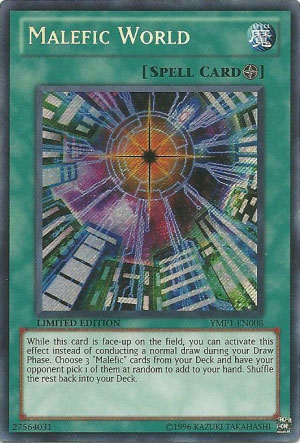 MALEFIC WORLD
SPELL
魔
[SPELL CARD]
LIMITED EDITION
YMP1-EN008
While this card is face-up on the field, you can activate this
effect instead of conducting a normal draw during your Draw
Phase. Choose 3 "Malefic" cards from your Deck and have your
opponent pick 1 of them at random to add to your hand. Shuffle
the rest back into your Deck.
27564031
©1996 KAZUKI TAKAHASHI